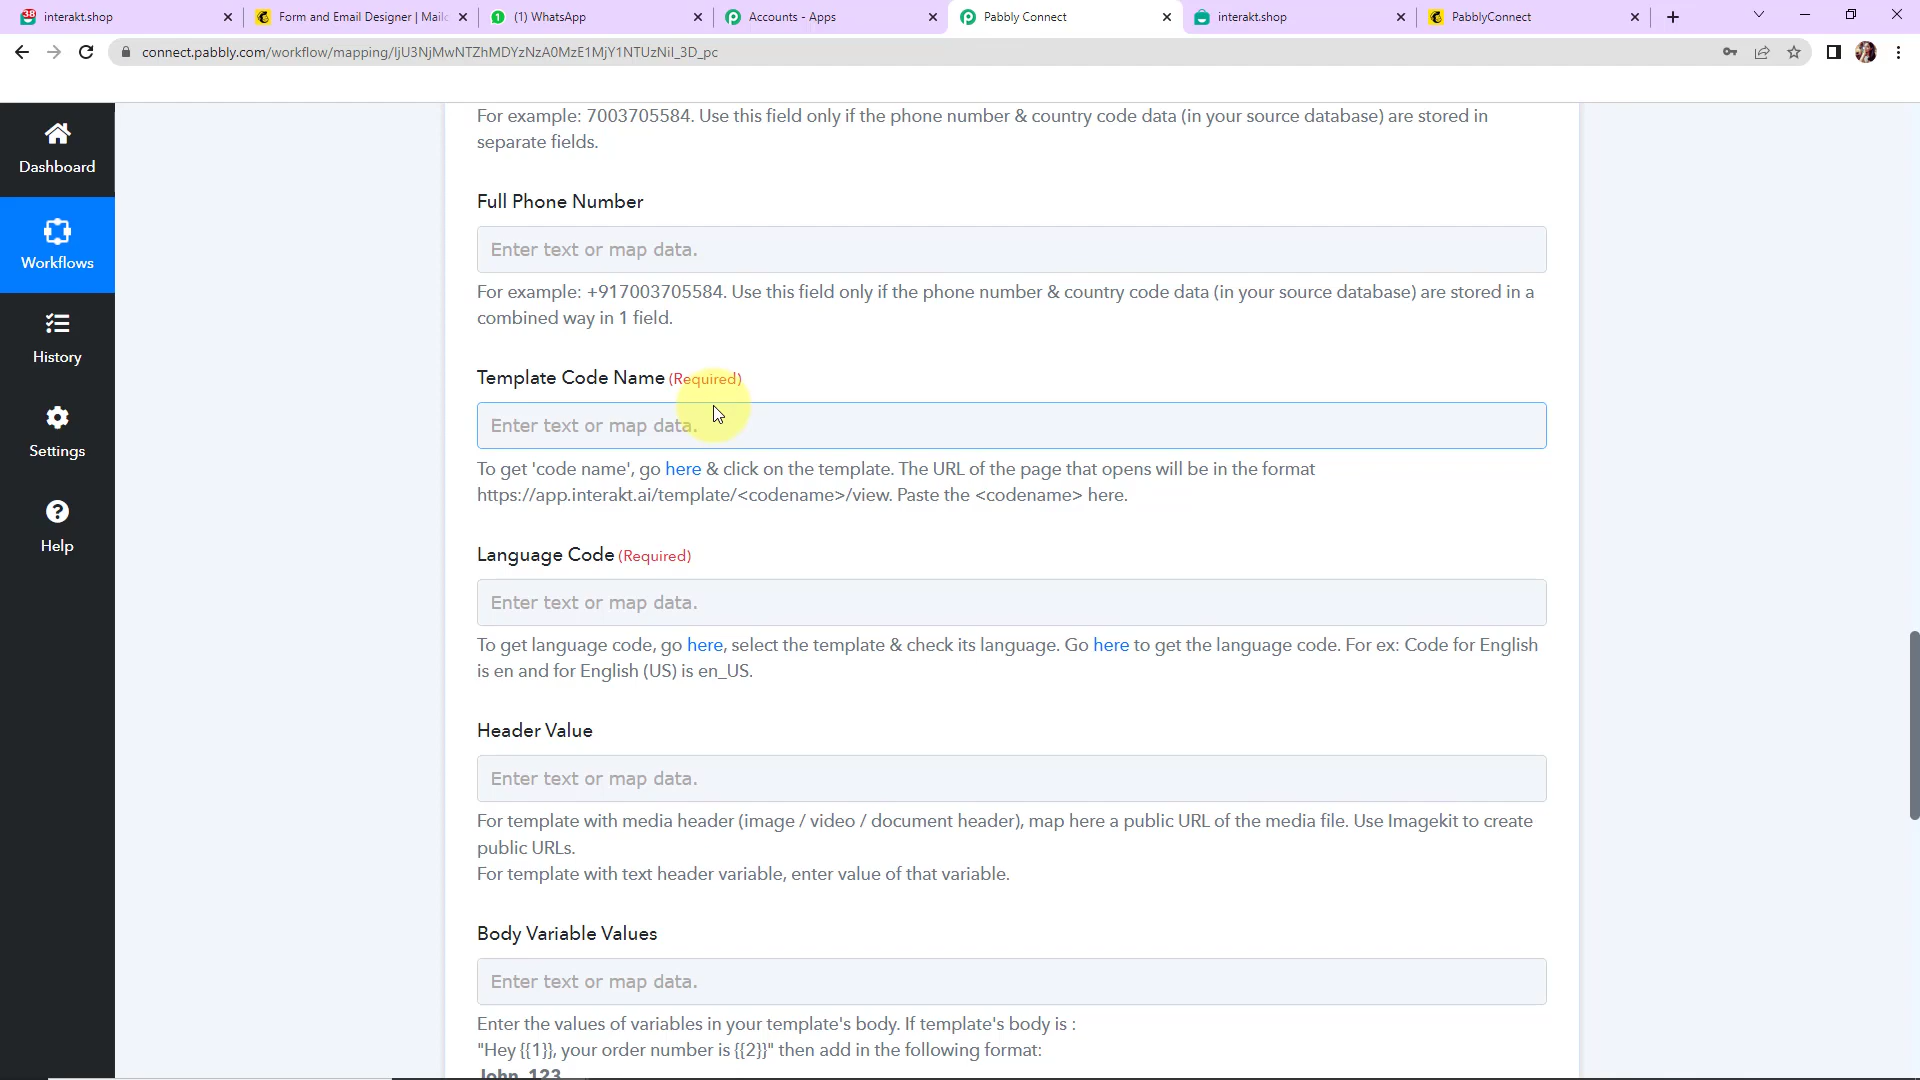 interakt.shop
Form and Email Designer | Mailc
(1) WhatsApp
Accounts - Apps
Pabbly Connect
interakt.shop
PabblyConnect
connect.pabbly.com/workflow/mapping/IjU3NjMwNTZhMDYzNzA0MzE1MjY1NTUzNiI_3D_pc
Dashboard
Workflows
History
Settings
Help
For example: 7003705584. Use this field only if the phone number & country code data (in your source database) are stored in
separate fields.
Full Phone Number
Enter text or map data.
For example: +917003705584. Use this field only if the phone number & country code data (in your source database) are stored in a
combined way in 1 field.
Template Code Name (Required)
Enter text or map data.
To get 'code name', go here & click on the template. The URL of the page that opens will be in the format
https://app.interakt.ai/template/<codename>/view. Paste the <codename> here.
Language Code (Required)
Enter text or map data.
To get language code, go here, select the template & check its language. Go here to get the language code. For ex: Code for English
is en and for English (US) is en_US.
Header Value
Enter text or map data.
For template with media header (image / video / document header), map here a public URL of the media file. Use Imagekit to create
public URLs.
For template with text header variable, enter value of that variable.
Body Variable Values
Enter text or map data.
Enter the values of variables in your template's body. If template's body is :
"Hey {{1}}, your order number is {{2}}" then add in the following format:
John, 123